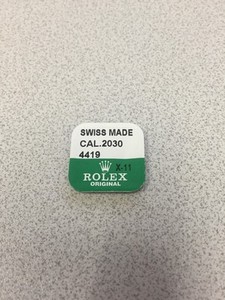 SWISS MADE
CAL.2030
4419
X-11
ROLEX
ORIGINAL